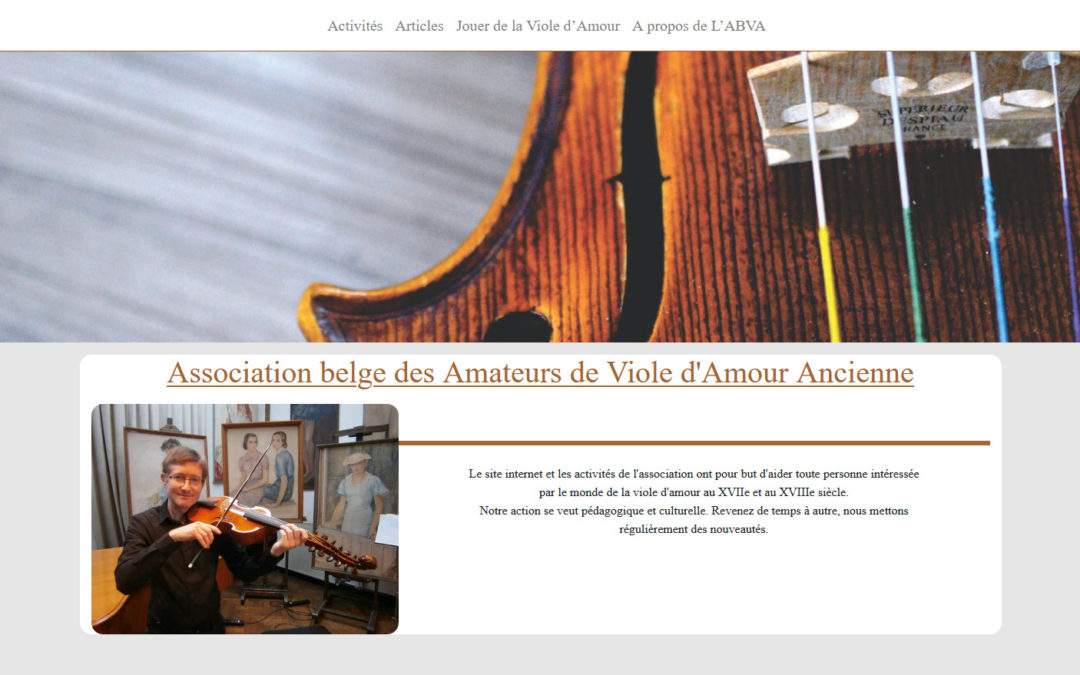 Activités Articles Jouer de la Viole d’Amour A propos de L’ABVA
SUPERIEUR
DESPIAU
FRANCE
Association belge des Amateurs de Viole d'Amour Ancienne
Le site internet et les activités de l'association ont pour but d'aider toute personne intéressée
par le monde de la viole d'amour au XVIIe et au XVIIIe siècle.
Notre action se veut pédagogique et culturelle. Revenez de temps à autre, nous mettons
régulièrement des nouveautés.